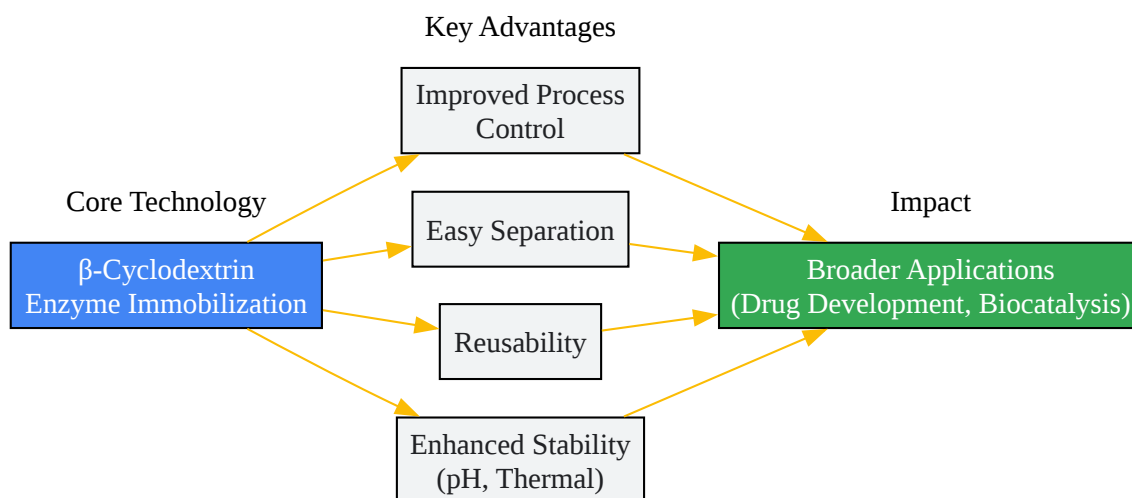 Key Advantages
Improved Process
Control
Core Technology
Impact
Easy Separation
β-Cyclodextrin
Enzyme Immobilization
Broader Applications
(Drug Development, Biocatalysis)
Reusability
Enhanced Stability
(pH, Thermal)